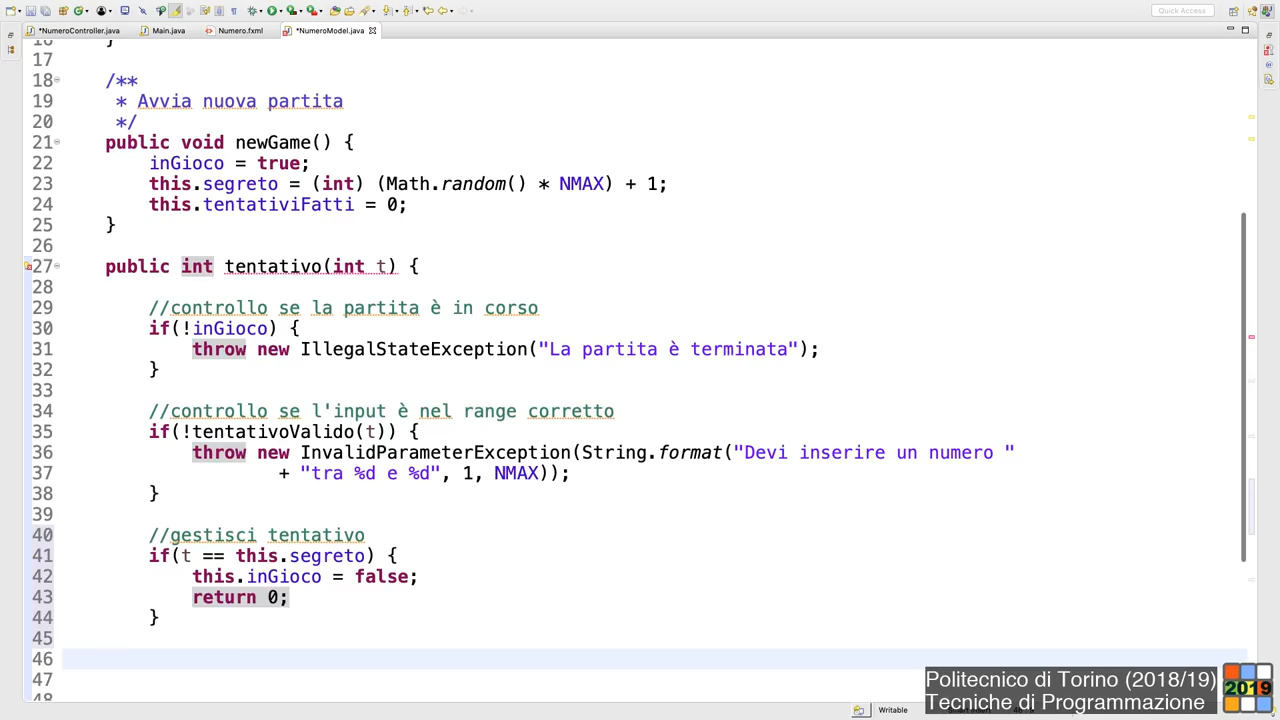 Quick Access
*NumeroController.java
Main.java
Numero.fxml
*NumeroModel.java
17
18 /**
19 * Avvia nuova partita
20 */
21 public void newGame() {
22 inGioco = true;
23 this.segreto = (int) (Math.random() * NMAX) + 1;
24 this.tentativiFatti = 0;
25 }
26
27 public int tentativo(int t) {
28
29 //controllo se la partita è in corso
30 if(!inGioco) {
31 throw new IllegalStateException("La partita è terminata");
32 }
33
34 //controllo se l'input è nel range corretto
35 if(!tentativoValido(t)) {
36 throw new InvalidParameterException(String.format("Devi inserire un numero "
37 + "tra %d e %d", 1, NMAX));
38 }
39
40 //gestisci tentativo
41 if(t == this.segreto) {
42 this.inGioco = false;
43 return 0;
44 }
45
46
47
Politecnico di Torino (2018/19)
Tecniche di Programmazione
2019
Writable